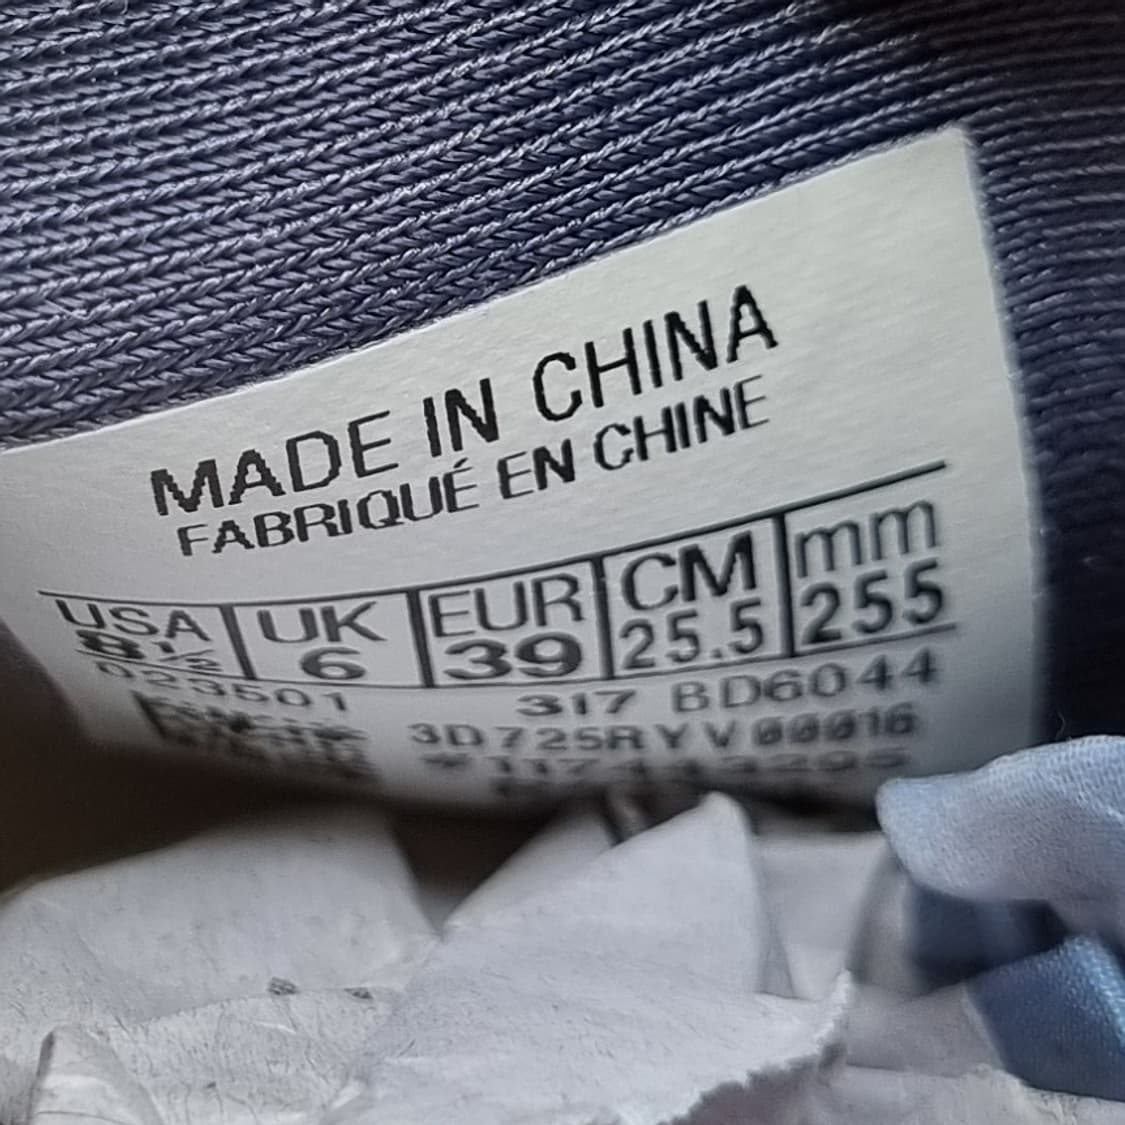 MADE IN CHINA
FABRIQUÉ EN CHINE
USA UK EUR CM mm
8½ 6 39 25.5 255
023501 317 BD6044
3D725RYV00016